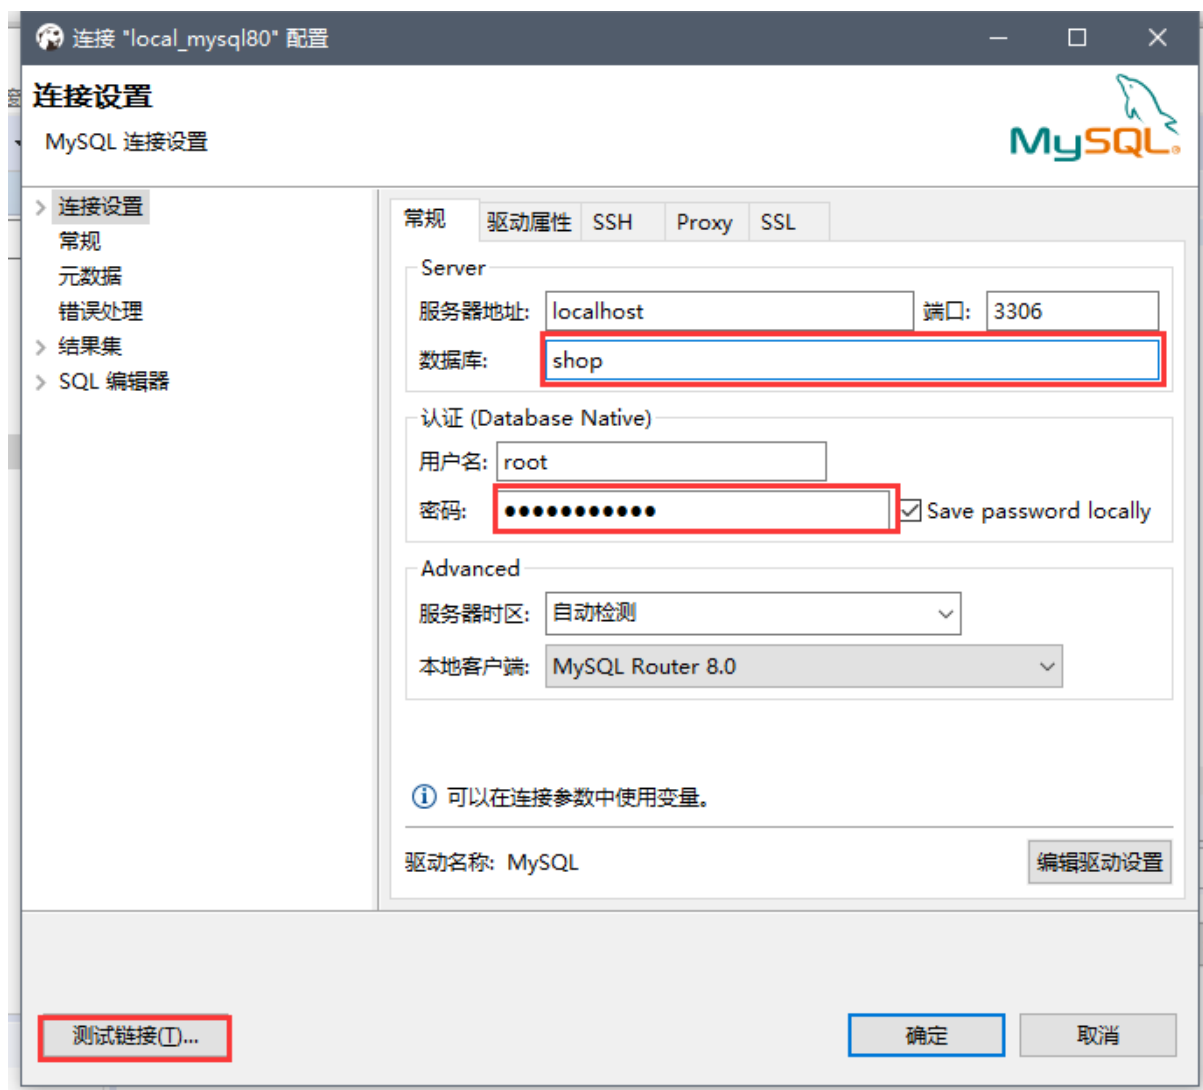 连接 "local_mysql80" 配置
连接设置
MySQL 连接设置
MySQL
连接设置
常规
元数据
错误处理
结果集
SQL 编辑器
常规 驱动属性 SSH Proxy SSL
Server
服务器地址: localhost 端口: 3306
数据库: shop
认证 (Database Native)
用户名: root
密码: ●●●●●●●●●●● Save password locally
Advanced
服务器时区: 自动检测
本地客户端: MySQL Router 8.0
可以在连接参数中使用变量。
驱动名称: MySQL 编辑驱动设置
测试链接(T)... 确定 取消